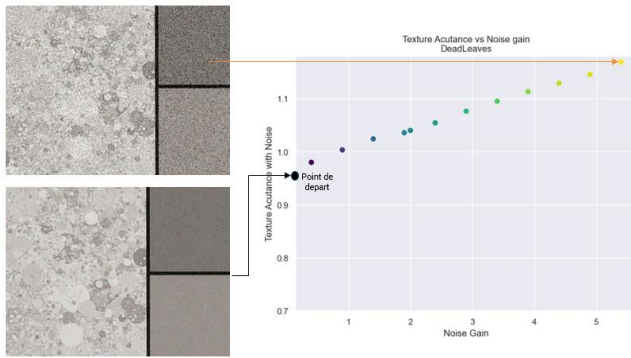 Texture Acutance vs Noise gain
DeadLeaves
Texture Acutance with Noise
1.1
1.0
0.9
0.8
0.7
Point de
depart
1
2
3
4
5
Noise Gain